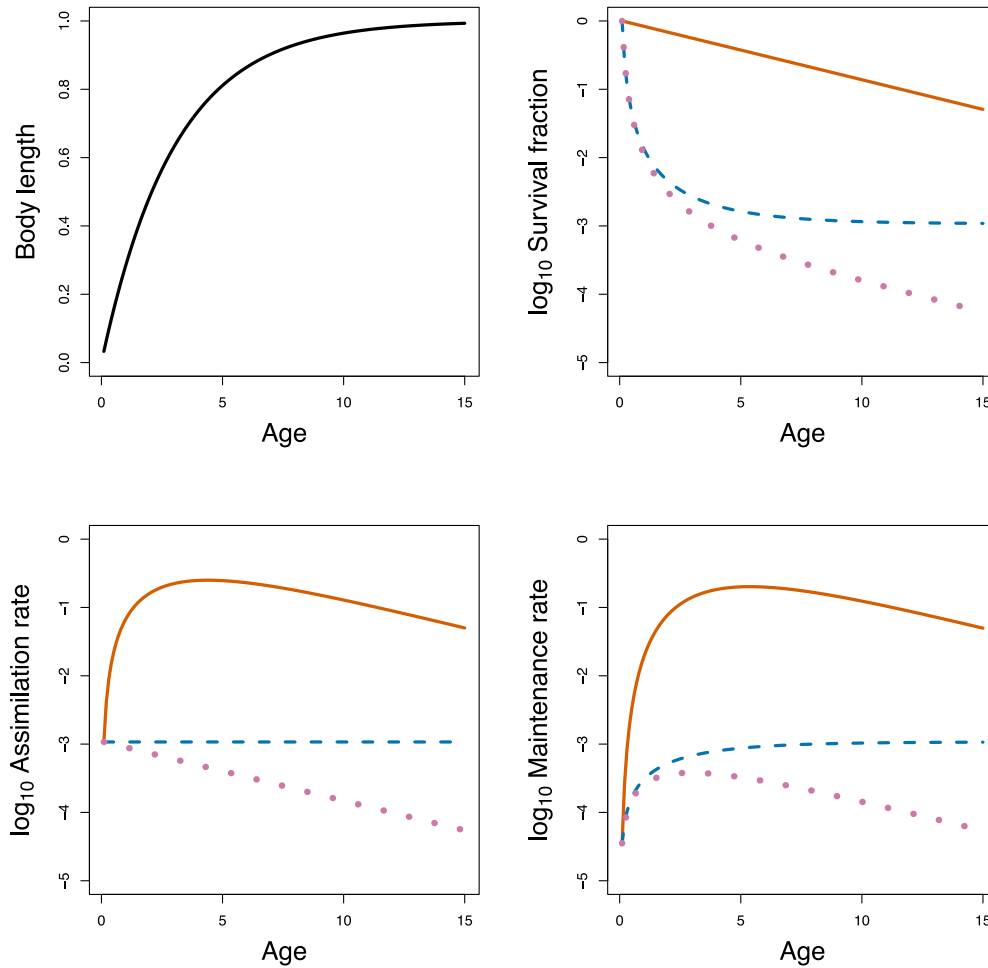 1.0
0.8
0.6
0.4
0.2
0.0
Body length
0 5 10 15
Age
0
−1
−2
−3
−4
−5
log10 Survival fraction
0 5 10 15
Age
0
−1
−2
−3
−4
−5
log10 Assimilation rate
0 5 10 15
Age
0
−1
−2
−3
−4
−5
log10 Maintenance rate
0 5 10 15
Age